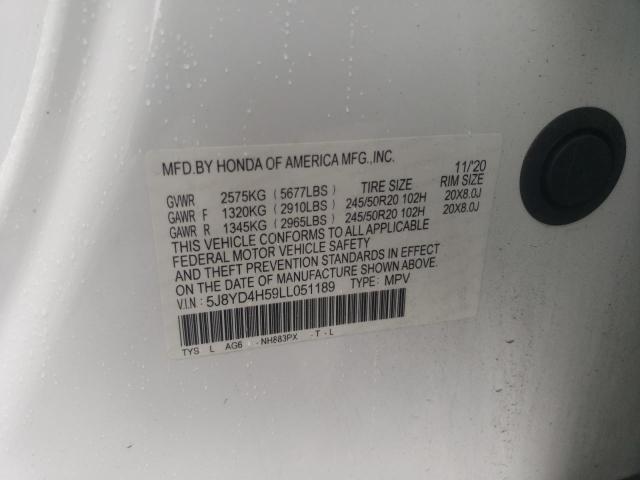 MFD.BY HONDA OF AMERICA MFG.,INC. 11/'20
GVWR 2575KG (5677LBS) TIRE SIZE RIM SIZE
GAWR F 1320KG (2910LBS) 245/50R20 102H 20X8.0J
GAWR R 1345KG (2965LBS) 245/50R20 102H 20X8.0J
THIS VEHICLE CONFORMS TO ALL APPLICABLE
FEDERAL MOTOR VEHICLE SAFETY
AND THEFT PREVENTION STANDARDS IN EFFECT
ON THE DATE OF MANUFACTURE SHOWN ABOVE.
V.I.N: 5J8YD4H59LL051189 TYPE: MPV
TYS L AG6 - NH883PX -T-L